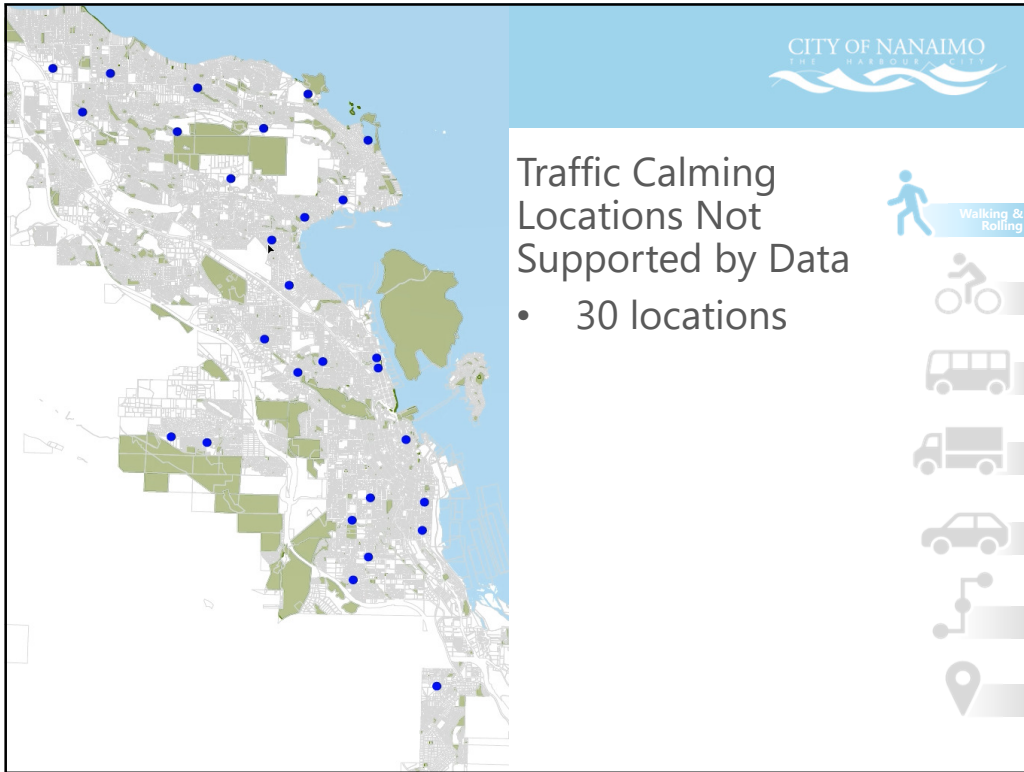 CITY OF NANAIMO
THE HARBOUR CITY
Traffic Calming
Locations Not
Supported by Data
• 30 locations
Walking &
Rolling